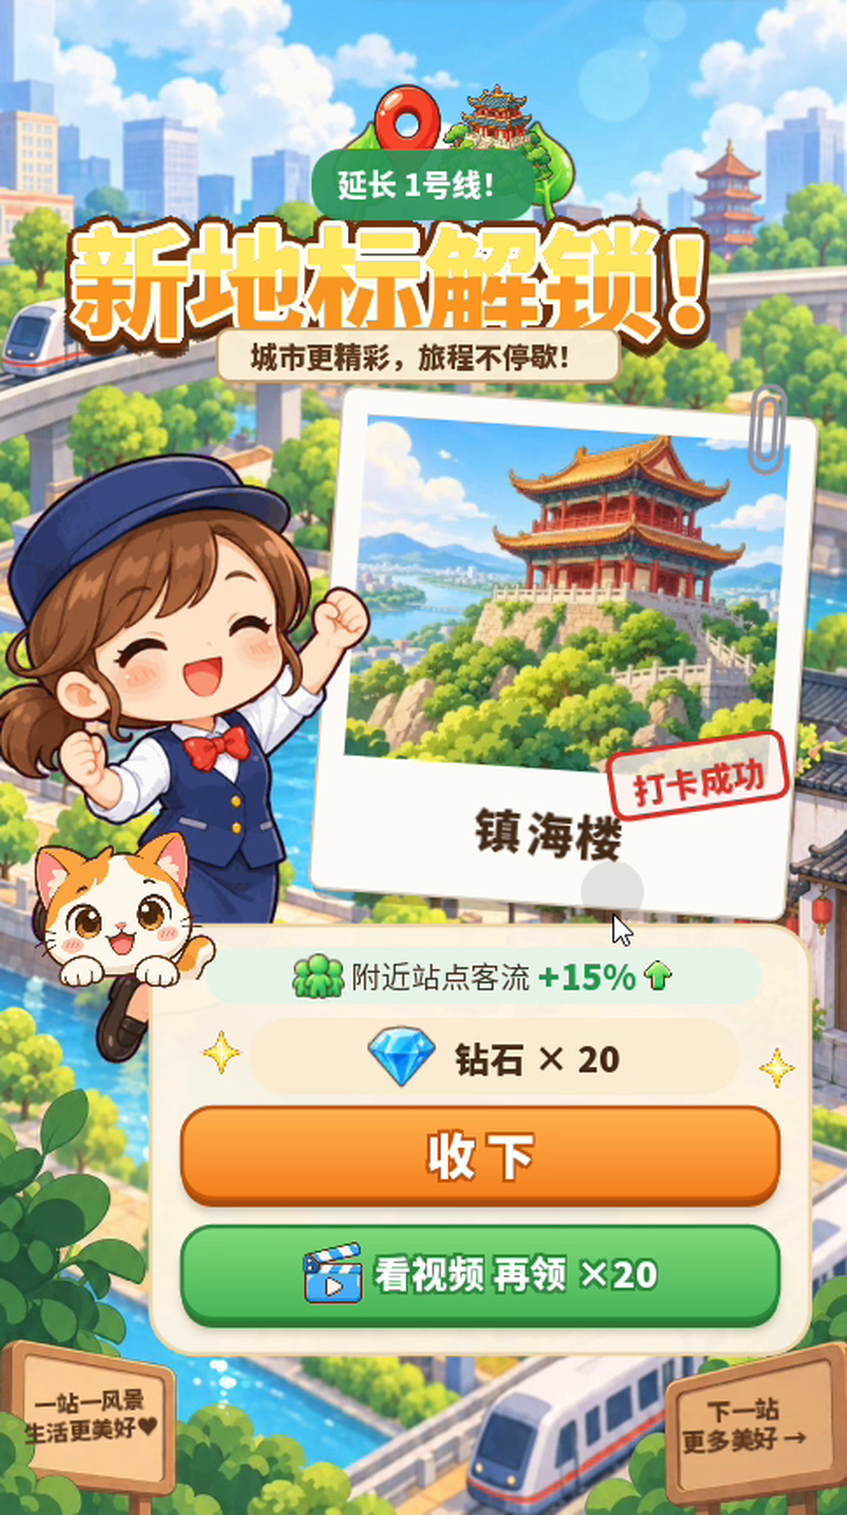 延长 1号线!
新地标解锁!
城市更精彩，旅程不停歇!
打卡成功
镇海楼
附近站点客流 +15%
钻石 × 20
收下
看视频 再领 ×20
一站一风景
生活更美好♥
下一站
更多美好→